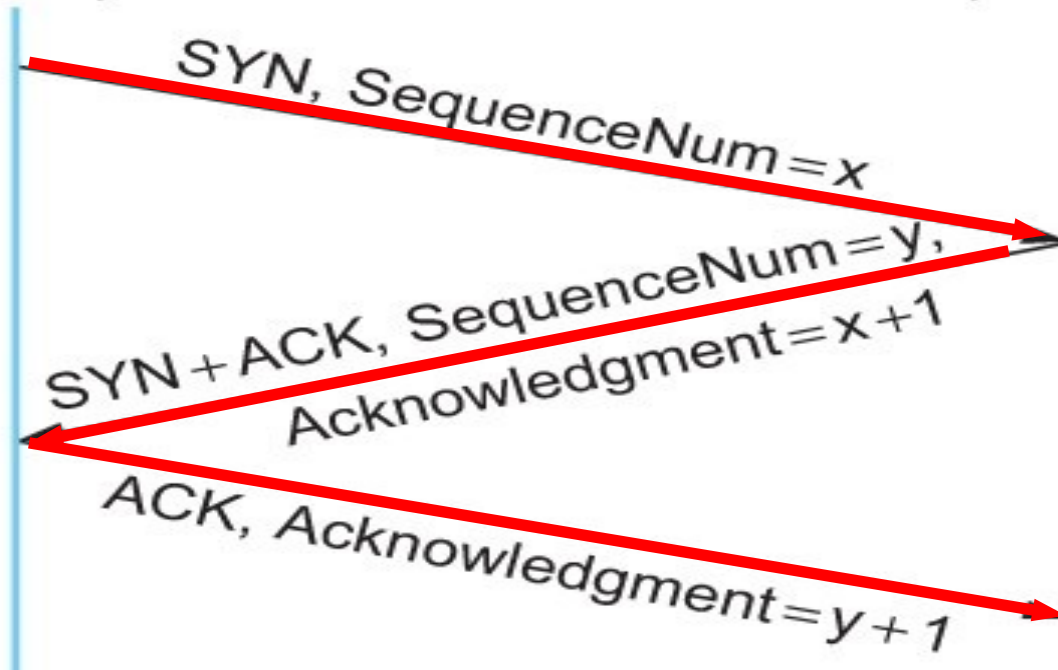 SYN, SequenceNum=x
SYN+ACK, SequenceNum=y,
Acknowledgment=x+1
ACK, Acknowledgment=y+1